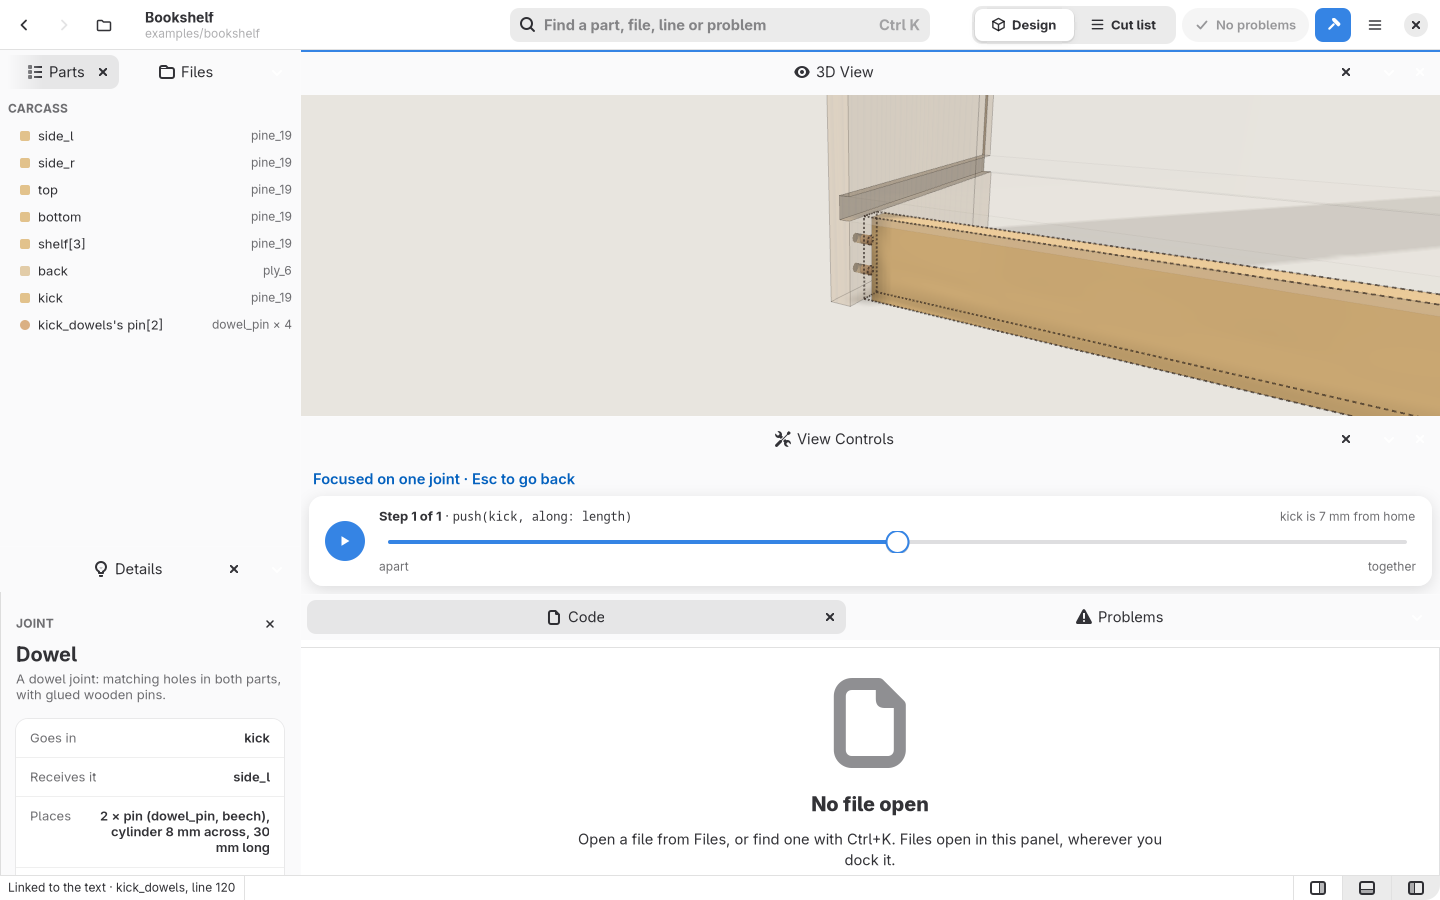 Bookshelf
examples/bookshelf
Find a part, file, line or problem
Ctrl K
Design
Cut list
No problems
Parts
Files
3D View
CARCASS
side_l pine_19
side_r pine_19
top pine_19
bottom pine_19
shelf[3] pine_19
back ply_6
kick pine_19
kick_dowels's pin[2] dowel_pin × 4
View Controls
Focused on one joint · Esc to go back
Step 1 of 1 · push(kick, along: length)
kick is 7 mm from home
apart
together
Details
Code
Problems
JOINT
Dowel
A dowel joint: matching holes in both parts,
with glued wooden pins.
Goes in kick
Receives it side_l
Places 2 × pin (dowel_pin, beech),
cylinder 8 mm across, 30
mm long
No file open
Open a file from Files, or find one with Ctrl+K. Files open in this panel, wherever you
dock it.
Linked to the text · kick_dowels, line 120